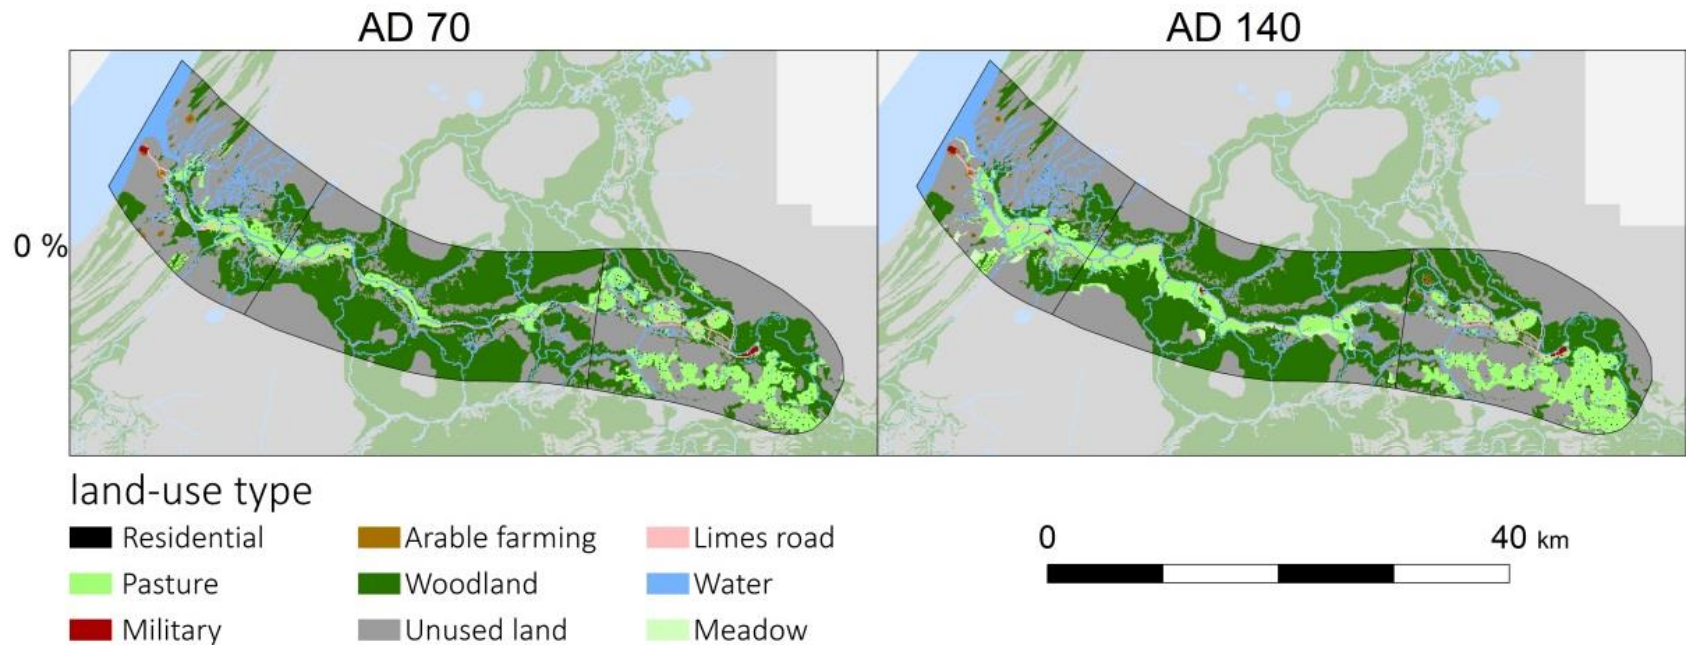 AD 70 AD 140
0 %
land-use type
Residential Arable farming Limes road
Pasture Woodland Water
Military Unused land Meadow
0 40 km